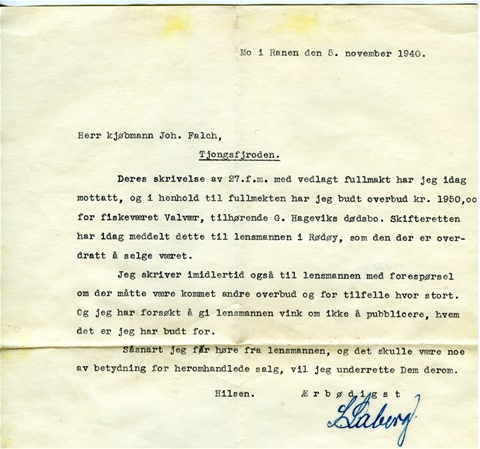 Mo i Ranen den 5. november 1940.
Herr kjøbmann Joh. Falch,
Tjongsfjroden.
Deres skrivelse av 27.f.m. med vedlagt fullmakt har jeg idag
mottatt, og i henhold til fullmekten har jeg budt overbud kr. 1950,oo
for fiskeværet Valvær, tilhørende G. Hageviks dødsbo. Skifteretten
har idag meddelt dette til lensmannen i Rødøy, som den der er over-
dratt å selge været.
Jeg skriver imidlertid også til lensmannen med forespørsel
om der måtte være kommet andre overbud og for tilfelle hvor stort.
Og jeg har forsøkt å gi lensmannen vink om ikke å pubblicere, hvem
det er jeg har budt for.
Såsnart jeg får høre fra lensmannen, og det skulle være noe
av betydning for heromhandlede salg, vil jeg underrette Dem derom.
Hilsen. Ærbødigst